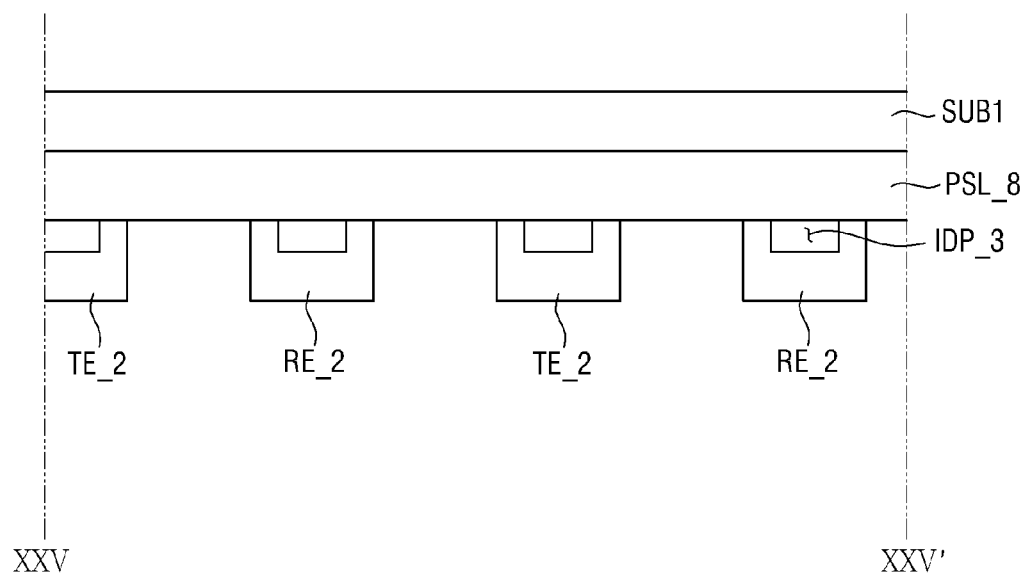 SUB1
PSL_8
IDP_3
TE_2
RE_2
TE_2
RE_2
XXV
XXV'